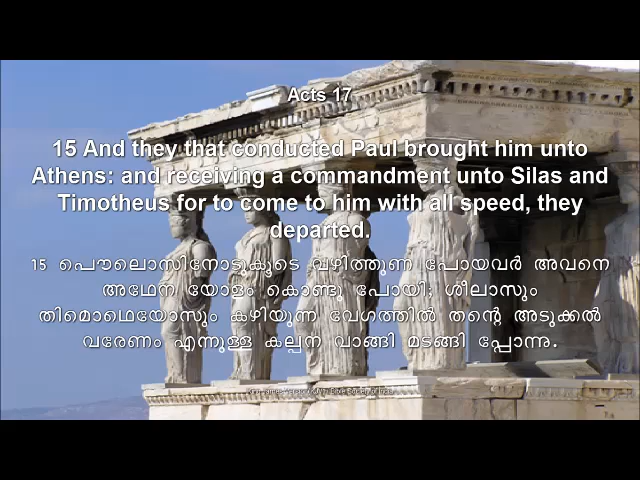 Acts 17
15 And they that conducted Paul brought him unto
Athens: and receiving a commandment unto Silas and
Timotheus for to come to him with all speed, they
departed.
15 പൌലൊസിനോടുകൂടെ വഴിത്തുണ പോയവർ അവനെ
അഥേന യോളം കൊണ്ടു പോയി; ശീലാസും
തിമൊഥെയോസും കഴിയുന്ന വേഗത്തിൽ തന്റെ അടുക്കൽ
വരേണം എന്നുള്ള കല്പന വാങ്ങി മടങ്ങി പ്പോന്നു.